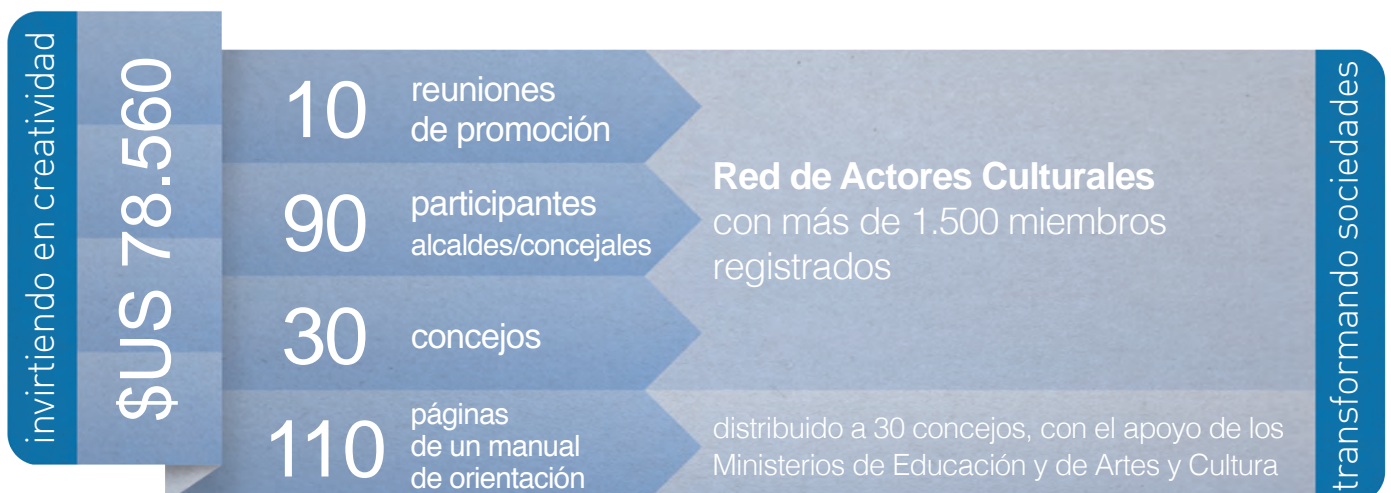 invirtiendo en creatividad
$US 78.560
10
reuniones
de promoción
90
participantes
alcaldes/concejales
30
concejos
110
páginas
de un manual
de orientación
Red de Actores Culturales
con más de 1.500 miembros
registrados
distribuido a 30 concejos, con el apoyo de los
Ministerios de Educación y de Artes y Cultura
transformando sociedades